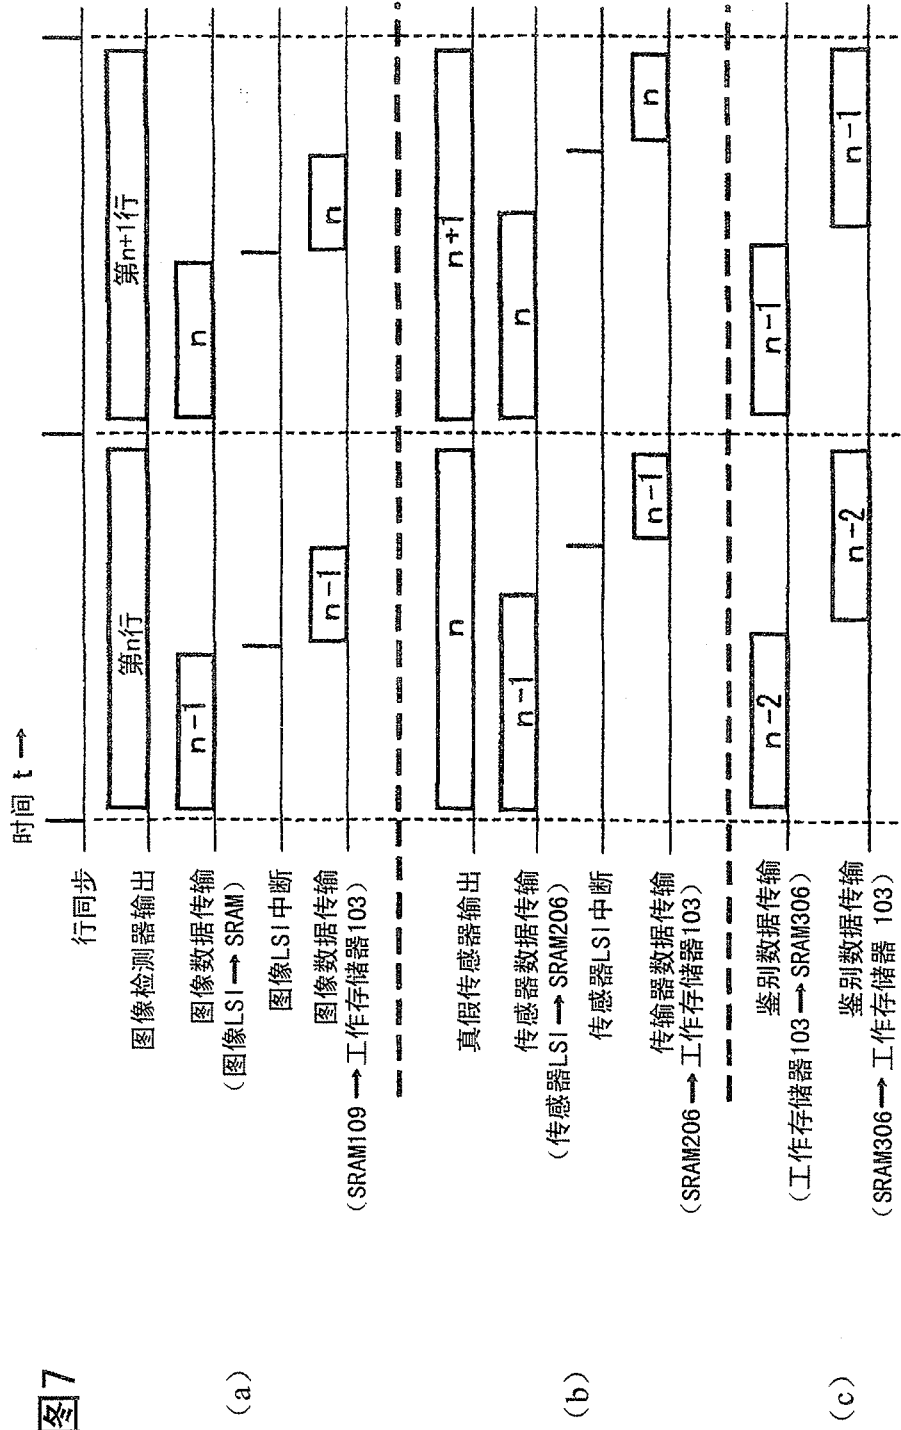 图7
时间 t →
行同步
(a)
图像检测器输出
第n行
第n+1行
图像数据传输
(图像LSI→SRAM)
n-1
n
图像LSI中断
图像数据传输
(SRAM109→工作存储器103)
n-1
n
(b)
真假传感器输出
n
n+1
传感器数据传输
(传感器LSI→SRAM206)
n-1
n
传感器LSI中断
传输器数据传输
(SRAM206→工作存储器103)
n-1
n
(c)
鉴别数据传输
(工作存储器103→SRAM306)
n-2
n-1
鉴别数据传输
(SRAM306→工作存储器 103)
n-2
n-1